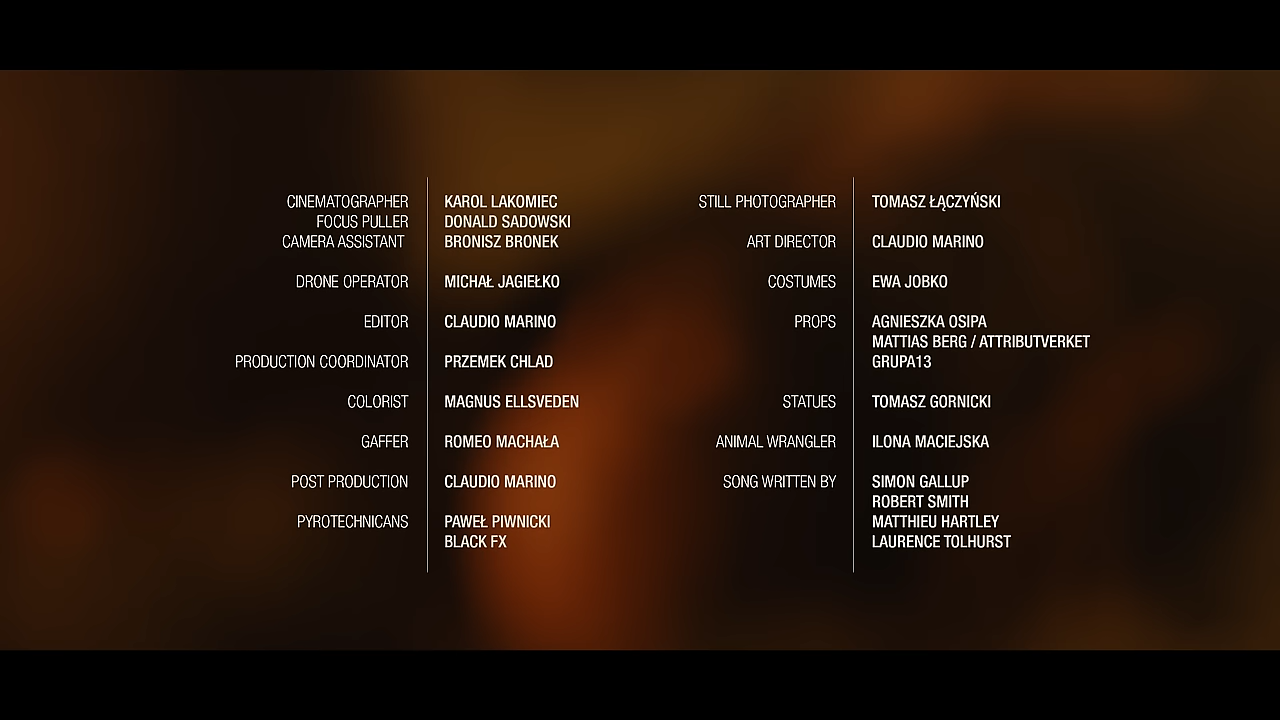 CINEMATOGRAPHER KAROL LAKOMIEC
FOCUS PULLER DONALD SADOWSKI
CAMERA ASSISTANT BRONISZ BRONEK
DRONE OPERATOR MICHAŁ JAGIEŁKO
EDITOR CLAUDIO MARINO
PRODUCTION COORDINATOR PRZEMEK CHLAD
COLORIST MAGNUS ELLSVEDEN
GAFFER ROMEO MACHAŁA
POST PRODUCTION CLAUDIO MARINO
PYROTECHNICANS PAWEŁ PIWNICKI
BLACK FX
STILL PHOTOGRAPHER TOMASZ ŁĄCZYŃSKI
ART DIRECTOR CLAUDIO MARINO
COSTUMES EWA JOBKO
PROPS AGNIESZKA OSIPA
MATTIAS BERG / ATTRIBUTVERKET
GRUPA13
STATUES TOMASZ GORNICKI
ANIMAL WRANGLER ILONA MACIEJSKA
SONG WRITTEN BY SIMON GALLUP
ROBERT SMITH
MATTHIEU HARTLEY
LAURENCE TOLHURST